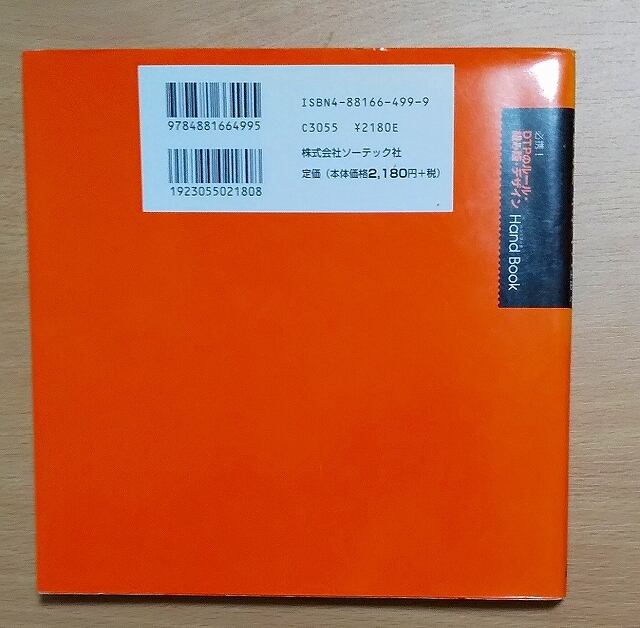 ISBN4-88166-499-9
9784881664995
C3055 ¥2180E
株式会社ソーテック社
定価（本体価格2,180円＋税）
1923055021808
必携！
DTPのルール・
組み版・デザイン
Hand Book